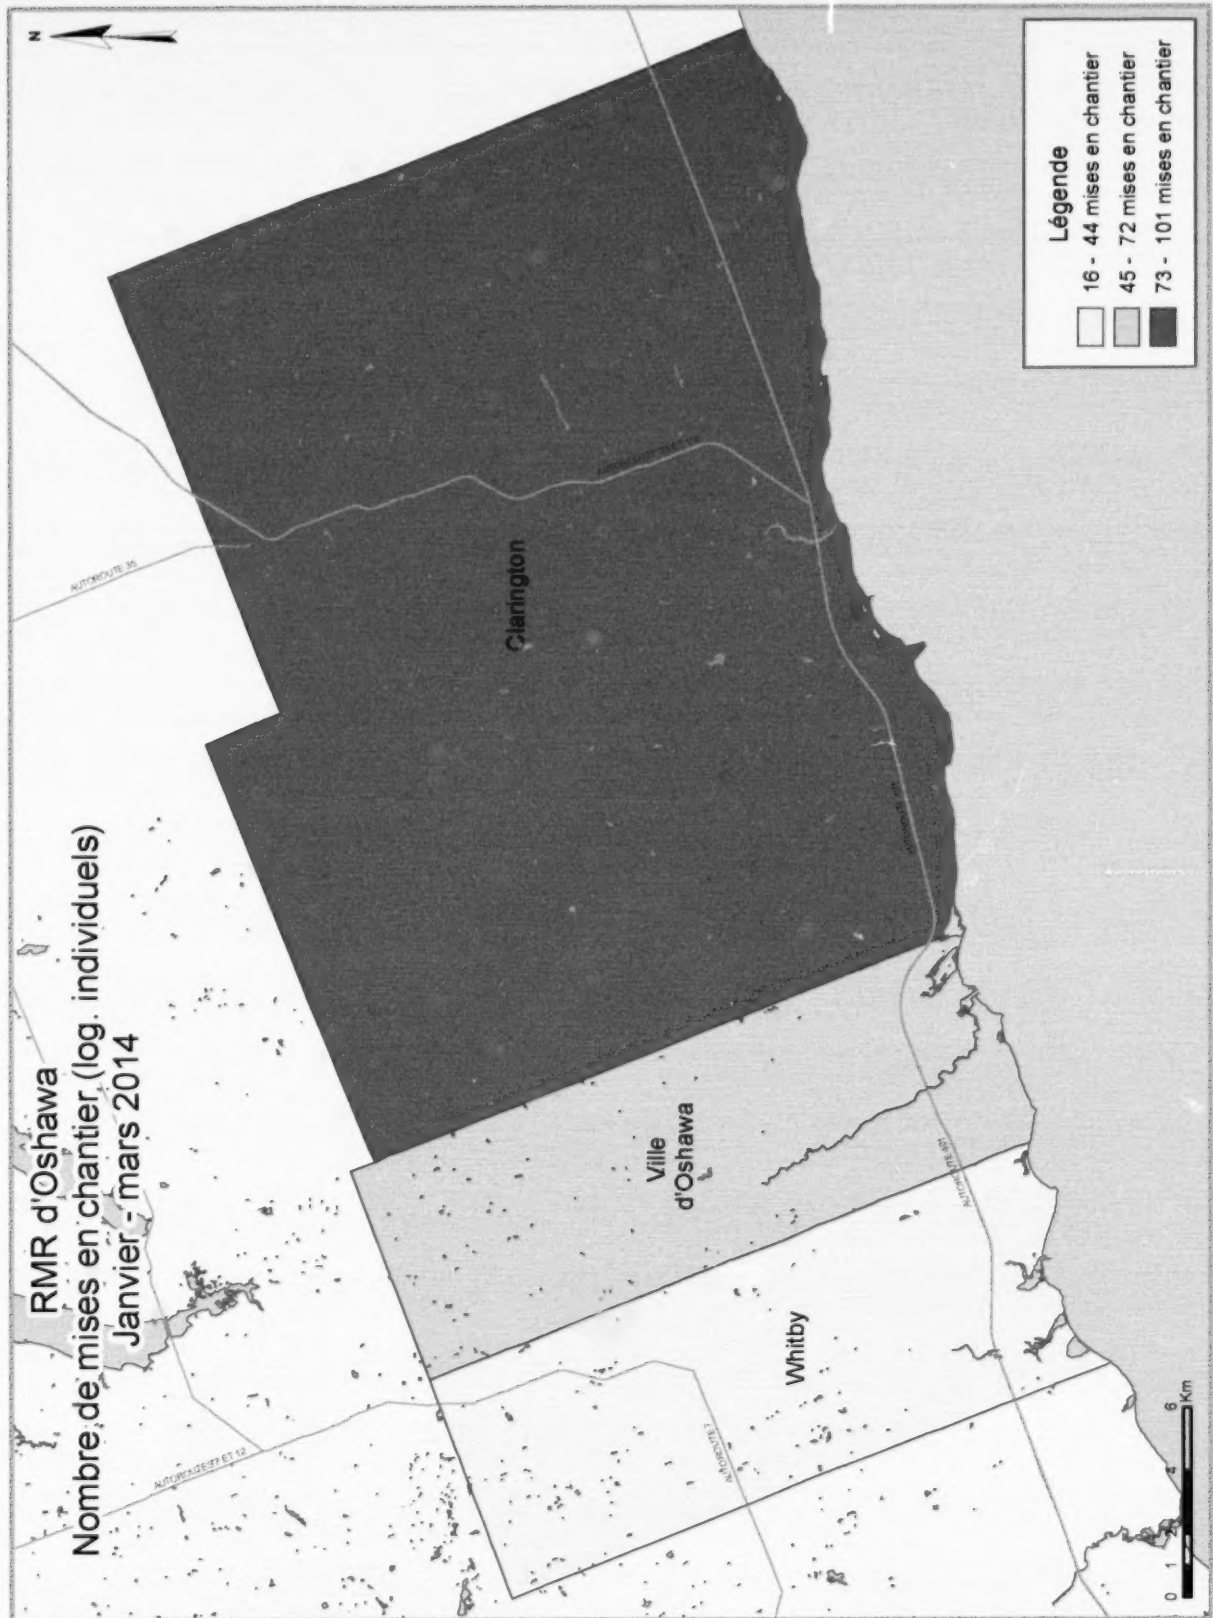 RMR d'Oshawa
Nombre de mises en chantier (log. individuels)
Janvier - mars 2014
N
AUTOROUTE 35
AUTOROUTES 7 ET 12
AUTOROUTE 7
AUTOROUTE 401
Clarington
Ville
d'Oshawa
Whitby
Légende
16 - 44 mises en chantier
45 - 72 mises en chantier
73 - 101 mises en chantier
0 1 2 4 6
Km